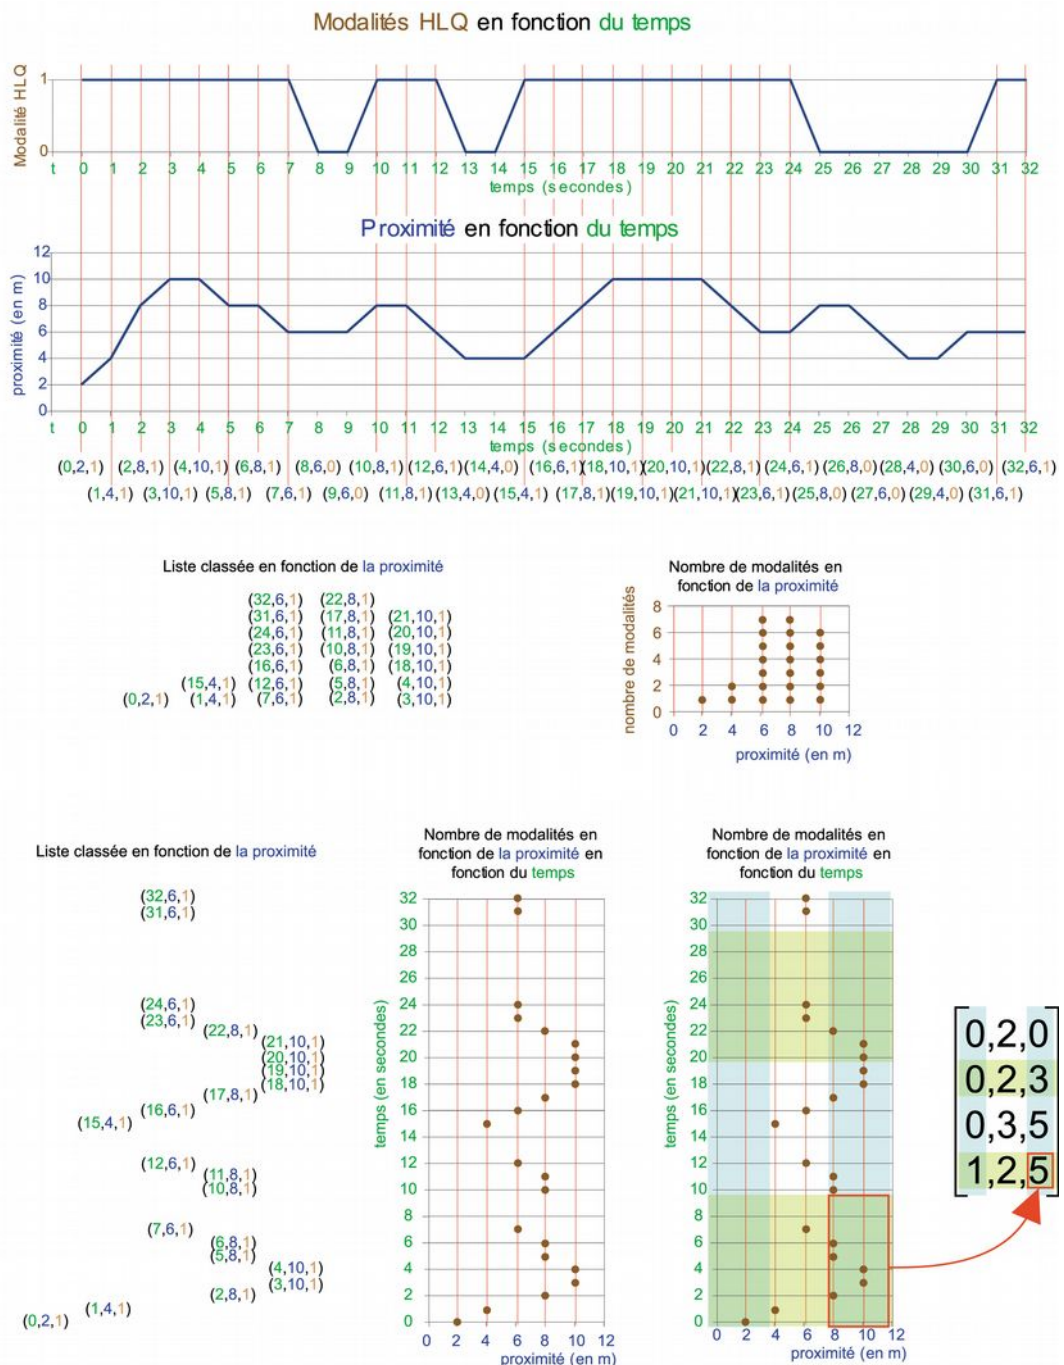 Modalités HLQ en fonction du temps
Modalité HLQ
1
0
t 0 1 2 3 4 5 6 7 8 9 10 11 12 13 14 15 16 17 18 19 20 21 22 23 24 25 26 27 28 29 30 31 32
temps (secondes)
Proximité en fonction du temps
proximité (en m)
12
10
8
6
4
2
0
t 0 1 2 3 4 5 6 7 8 9 10 11 12 13 14 15 16 17 18 19 20 21 22 23 24 25 26 27 28 29 30 31 32
temps (secondes)
(0,2,1) (2,8,1) (4,10,1) (6,8,1) (8,6,0) (10,8,1) (12,6,1) (14,4,0) (16,6,1) (18,10,1) (20,10,1) (22,8,1) (24,6,1) (26,8,0) (28,4,0) (30,6,0) (32,6,1)
(1,4,1) (3,10,1) (5,8,1) (7,6,1) (9,6,0) (11,8,1) (13,4,0) (15,4,1) (17,8,1) (19,10,1) (21,10,1) (23,6,1) (25,8,0) (27,6,0) (29,4,0) (31,6,1)
Liste classée en fonction de la proximité
(32,6,1) (22,8,1)
(31,6,1) (17,8,1) (21,10,1)
(24,6,1) (11,8,1) (20,10,1)
(23,6,1) (10,8,1) (19,10,1)
(16,6,1) (6,8,1) (18,10,1)
(15,4,1) (12,6,1) (5,8,1) (4,10,1)
(0,2,1) (1,4,1) (7,6,1) (2,8,1) (3,10,1)
Nombre de modalités en
fonction de la proximité
nombre de modalités
8
6
4
2
0
0 2 4 6 8 10 12
proximité (en m)
Liste classée en fonction de la proximité
(32,6,1)
(31,6,1)
(24,6,1)
(23,6,1)
(22,8,1)
(21,10,1)
(20,10,1)
(19,10,1)
(18,10,1)
(17,8,1)
(16,6,1)
(15,4,1)
(12,6,1)
(11,8,1)
(10,8,1)
(7,6,1)
(6,8,1)
(5,8,1)
(4,10,1)
(3,10,1)
(2,8,1)
(1,4,1)
(0,2,1)
Nombre de modalités en
fonction de la proximité en
fonction du temps
temps (en secondes)
32
30
28
26
24
22
20
18
16
14
12
10
8
6
4
2
0
0 2 4 6 8 10 12
proximité (en m)
Nombre de modalités en
fonction de la proximité en
fonction du temps
temps (en secondes)
32
30
28
26
24
22
20
18
16
14
12
10
8
6
4
2
0
0 2 4 6 8 10 12
proximité (en m)
0,2,0
0,2,3
0,3,5
1,2,5